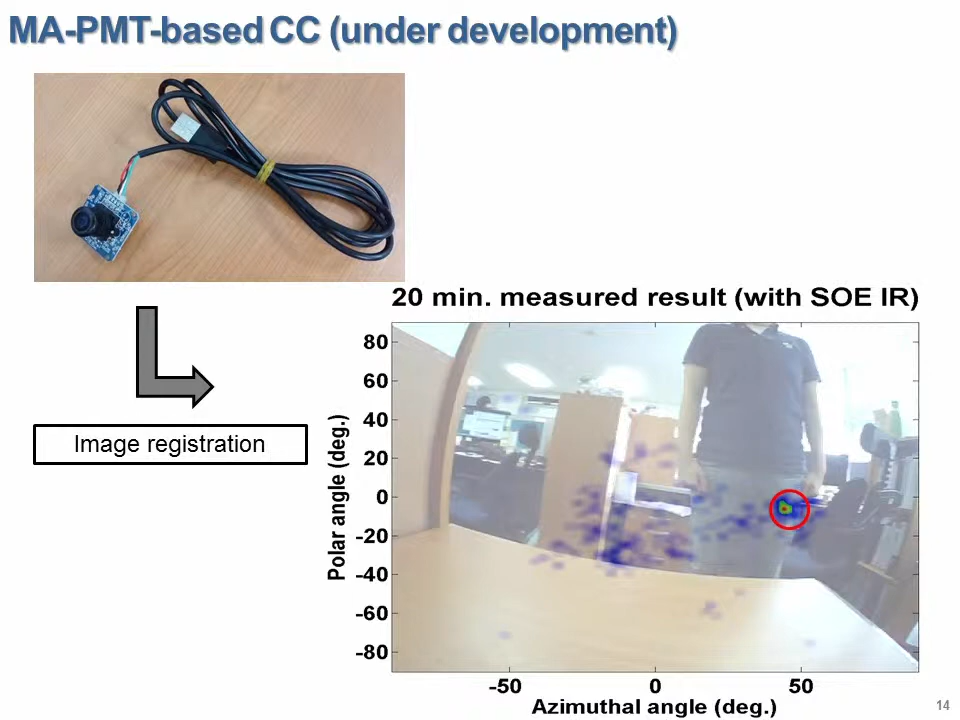 MA-PMT-based CC (under development)
Image registration
20 min. measured result (with SOE IR)
Polar angle (deg.)
80
60
40
20
0
-20
-40
-60
-80
-50 0 50
Azimuthal angle (deg.)
14